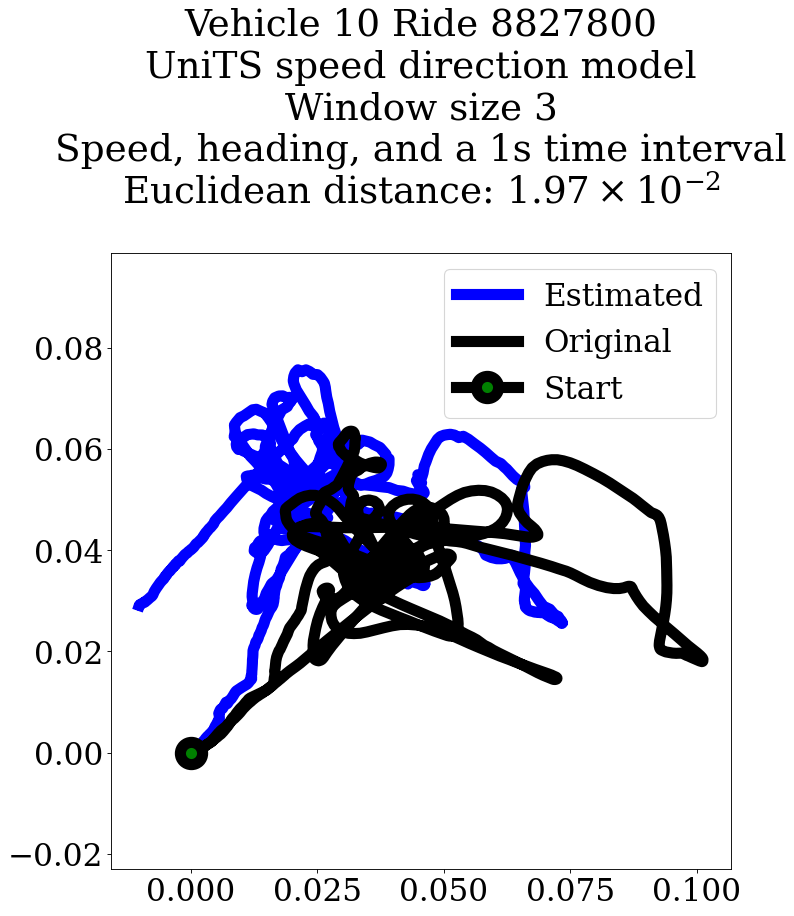 Vehicle 10 Ride 8827800
UniTS speed direction model
Window size 3
Speed, heading, and a 1s time interval
Euclidean distance: 1.97 × 10⁻²
Estimated
Original
Start
0.08
0.06
0.04
0.02
0.00
−0.02
0.000 0.025 0.050 0.075 0.100